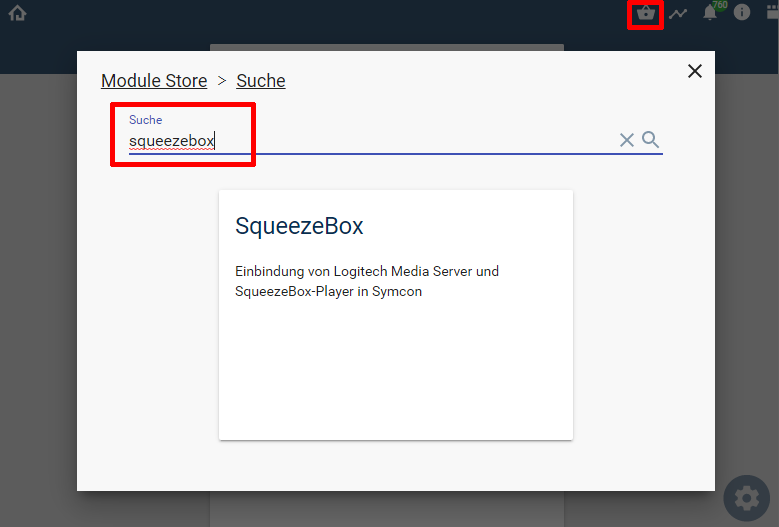 760
Module Store > Suche
Suche
squeezebox
SqueezeBox
Einbindung von Logitech Media Server und
SqueezeBox-Player in Symcon